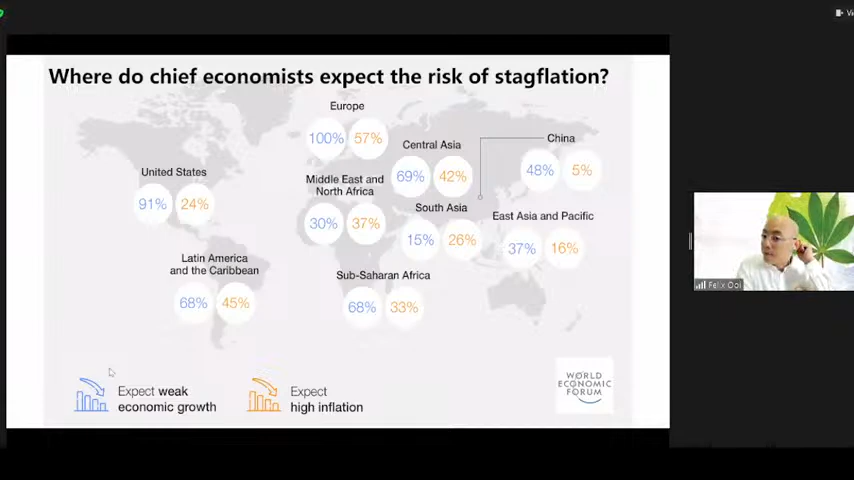 Vi
Where do chief economists expect the risk of stagflation?
Europe
100% 57%
Central Asia
69% 42%
China
48% 5%
United States
91% 24%
Middle East and
North Africa
30% 37%
South Asia
15% 26%
East Asia and Pacific
37% 16%
Latin America
and the Caribbean
68% 45%
Sub-Saharan Africa
68% 33%
Expect weak
economic growth
Expect
high inflation
WORLD
ECONOMIC
FORUM
Felix Ooi